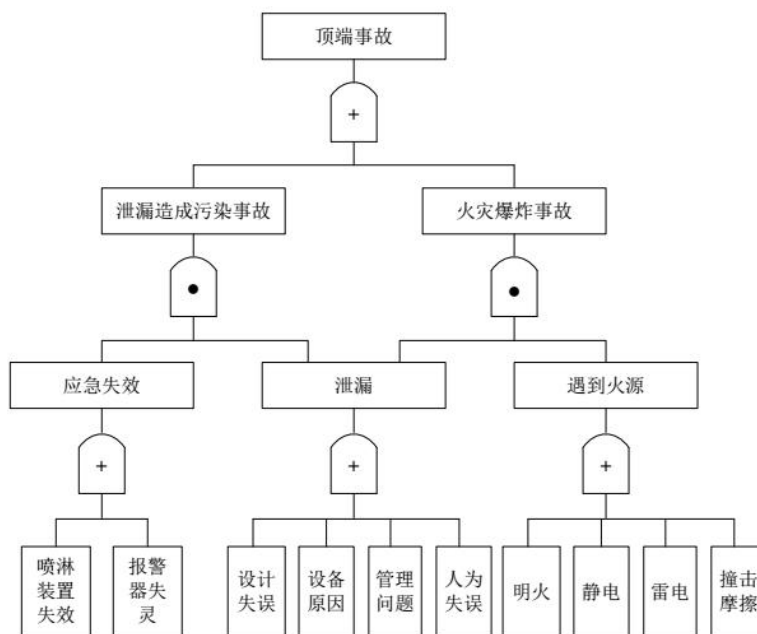 顶端事故
+
泄漏造成污染事故
火灾爆炸事故
应急失效
泄漏
遇到火源
+
+
+
喷淋
装置
失效
报警
器失
灵
设计
失误
设备
原因
管理
问题
人为
失误
明火
静电
雷电
撞击
摩擦